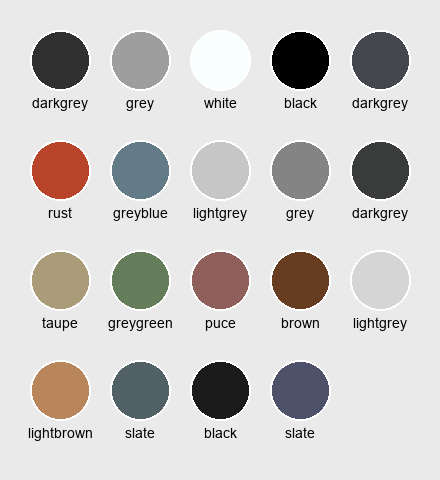 darkgrey grey white black darkgrey
rust greyblue lightgrey grey darkgrey
taupe greygreen puce brown lightgrey
lightbrown slate black slate